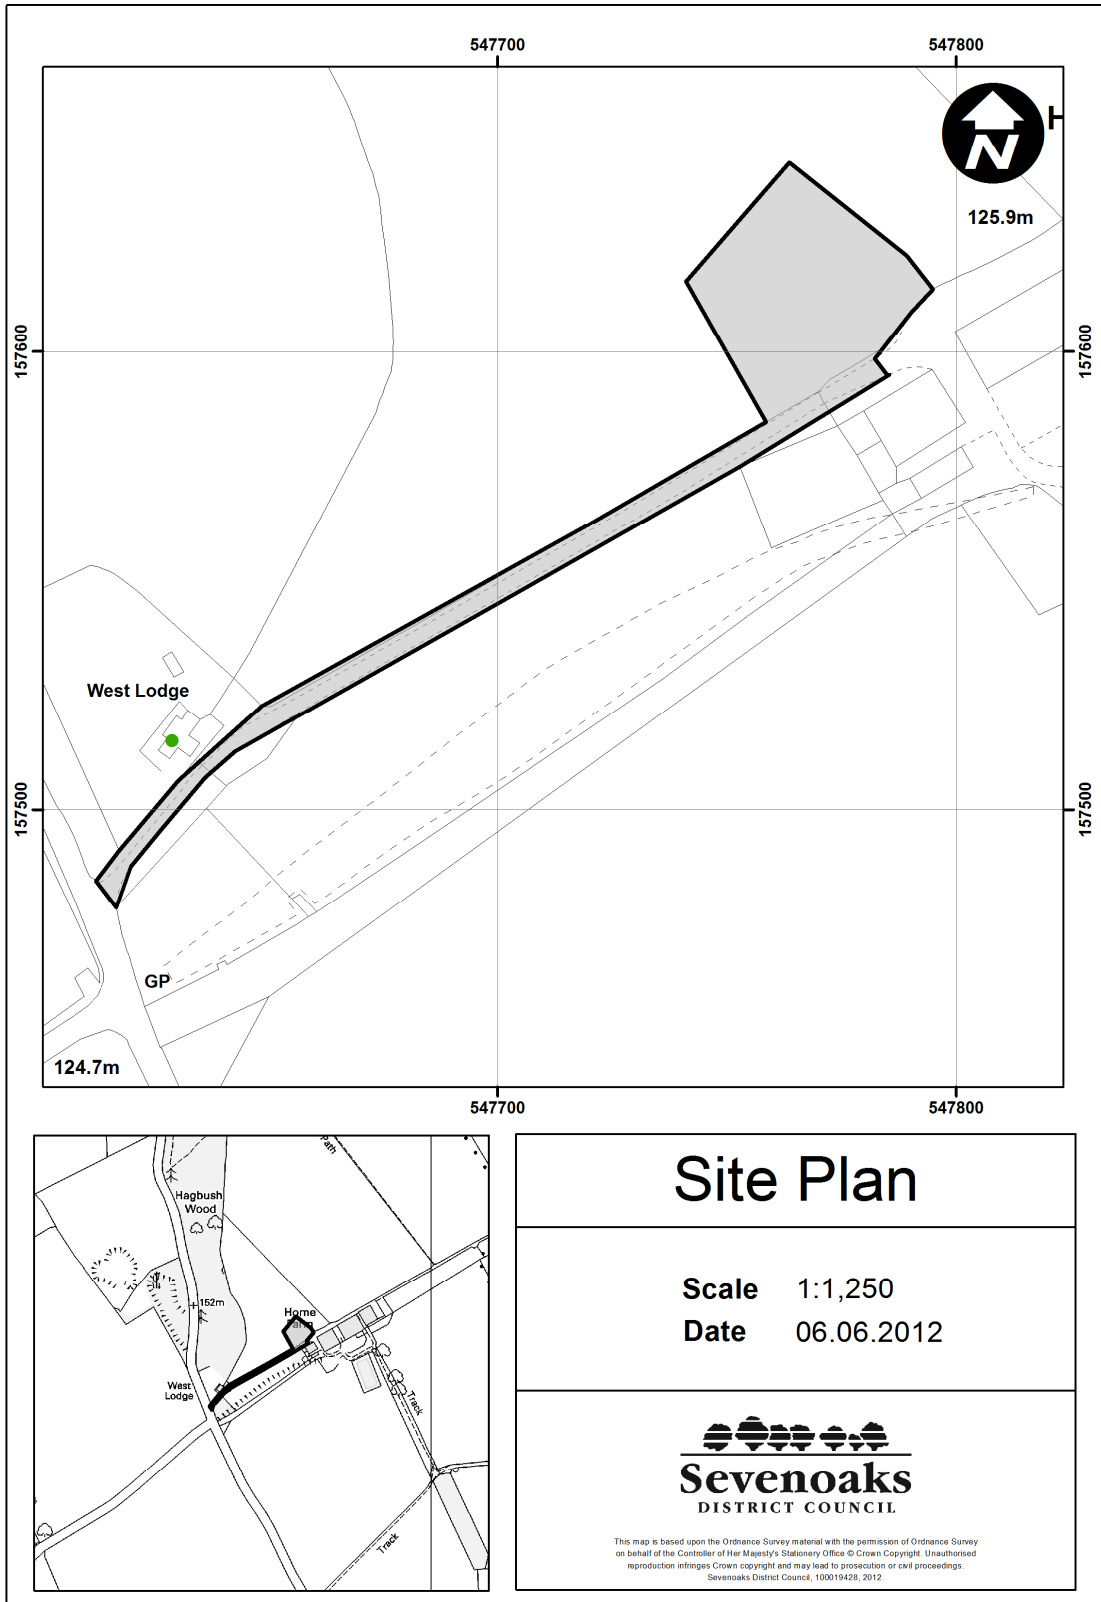 547700
547800
N
125.9m
157600
157600
West Lodge
157500
157500
GP
124.7m
547700
547800
Path
Hagbush
Wood
152m
Home
Farm
West
Lodge
Track
Track
Site Plan
Scale 1:1,250
Date 06.06.2012
Sevenoaks
DISTRICT COUNCIL
This map is based upon the Ordnance Survey material with the permission of Ordnance Survey
on behalf of the Controller of Her Majesty's Stationery Office © Crown Copyright. Unauthorised
reproduction infringes Crown copyright and may lead to prosecution or civil proceedings.
Sevenoaks District Council, 100019428, 2012.